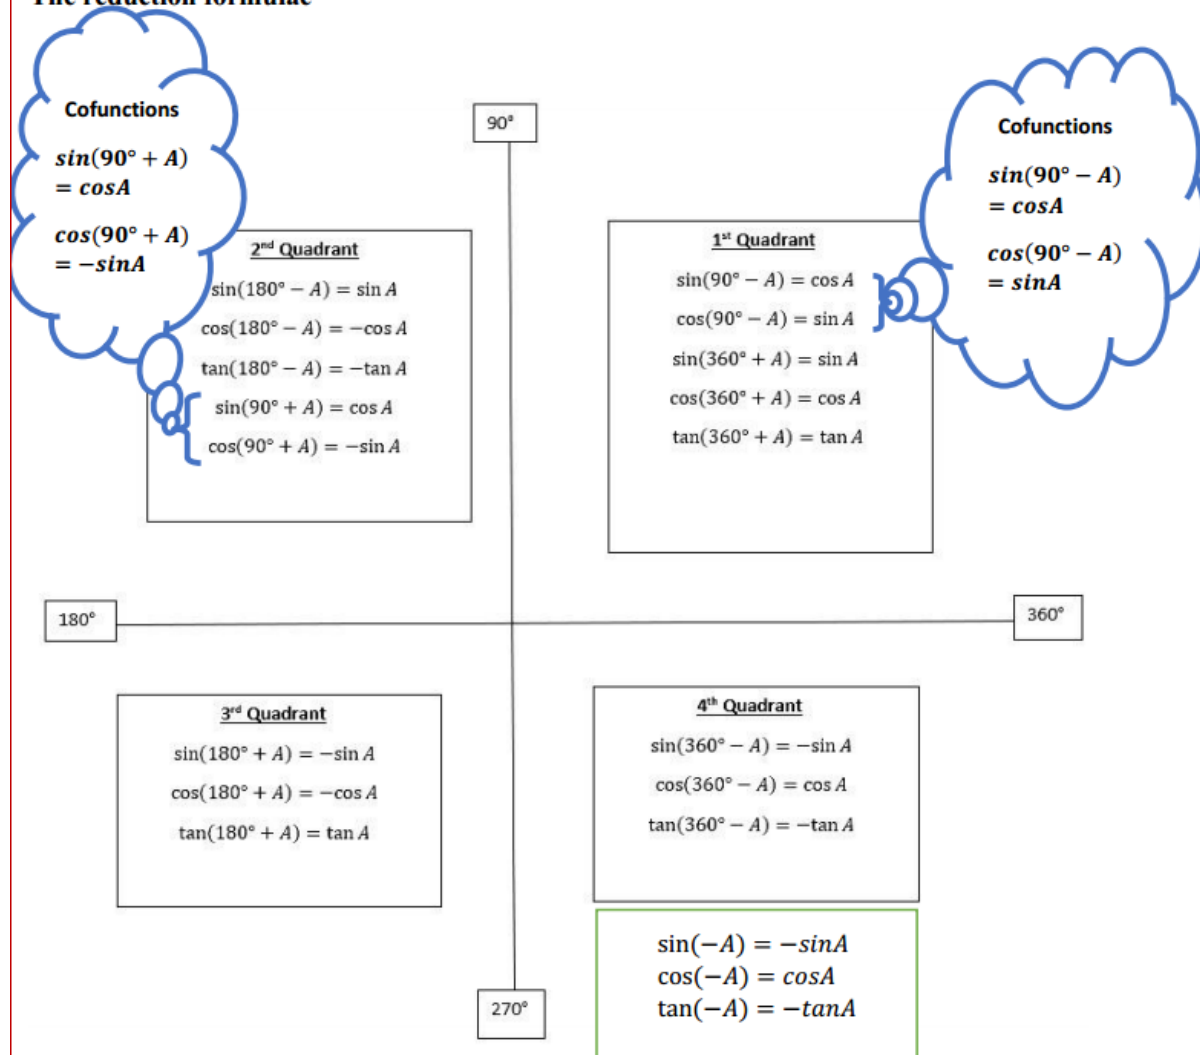 The reduction formulae
Cofunctions
sin(90° + A)
= cosA
cos(90° + A)
= −sinA
90°
Cofunctions
sin(90° − A)
= cosA
cos(90° − A)
= sinA
2nd Quadrant
sin(180° − A) = sin A
cos(180° − A) = −cos A
tan(180° − A) = −tan A
sin(90° + A) = cos A
cos(90° + A) = −sin A
1st Quadrant
sin(90° − A) = cos A
cos(90° − A) = sin A
sin(360° + A) = sin A
cos(360° + A) = cos A
tan(360° + A) = tan A
180°
360°
3rd Quadrant
sin(180° + A) = −sin A
cos(180° + A) = −cos A
tan(180° + A) = tan A
4th Quadrant
sin(360° − A) = −sin A
cos(360° − A) = cos A
tan(360° − A) = −tan A
270°
sin(−A) = −sinA
cos(−A) = cosA
tan(−A) = −tanA